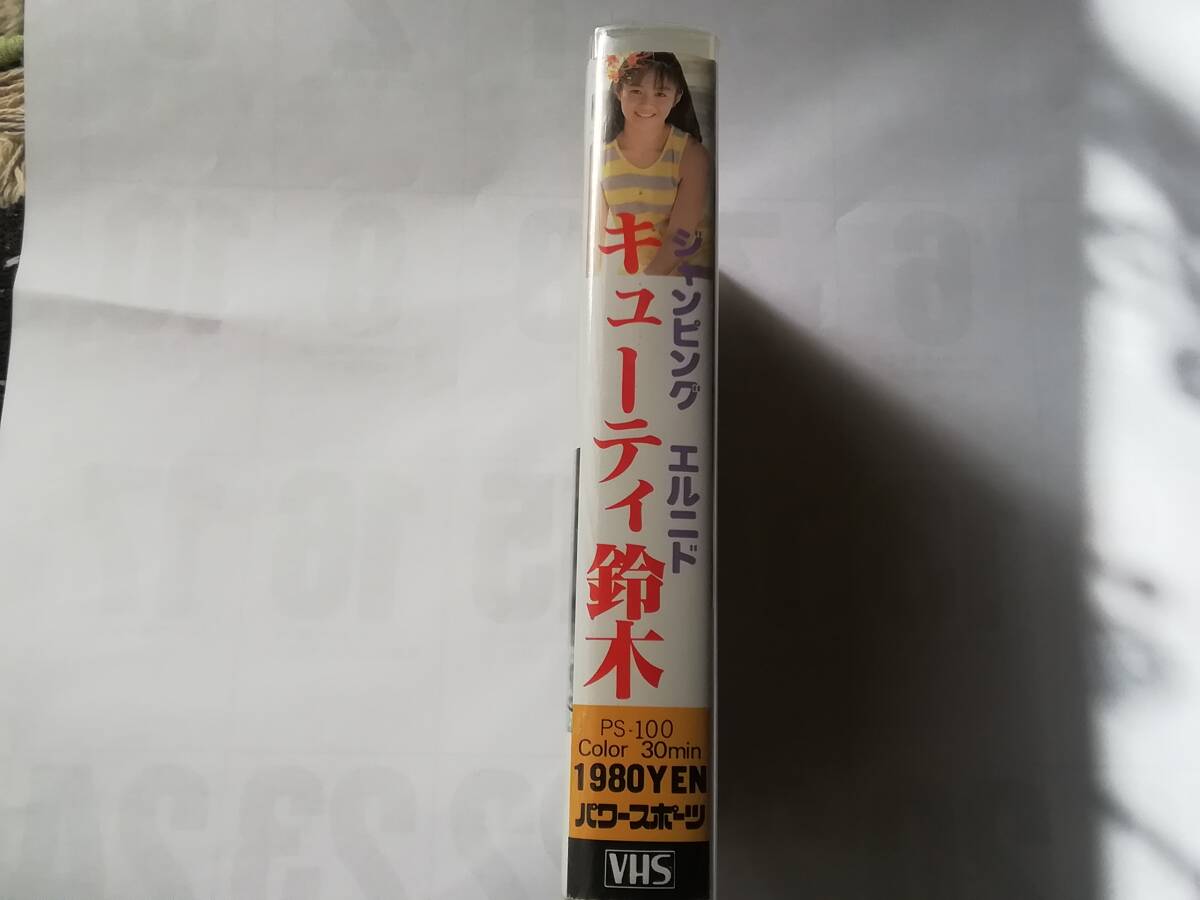 ジャンピング エルニド
キューティ鈴木
PS-100
Color 30min
1980YEN
パワースポーツ
VHS